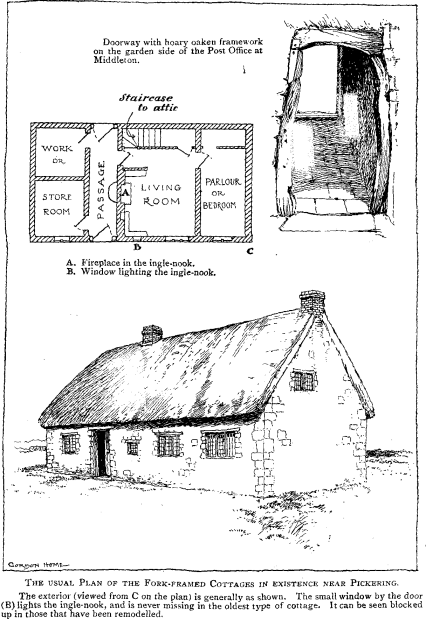 Doorway with hoary oaken framework
on the garden side of the Post Office at
Middleton.
Staircase
to attic
WORK
OR
STORE
ROOM
PASSAGE
A
LIVING
ROOM
PARLOUR
OR
BEDROOM
B
C
A. Fireplace in the ingle-nook.
B. Window lighting the ingle-nook.
GORDON HOME
THE USUAL PLAN OF THE FORK-FRAMED COTTAGES IN EXISTENCE NEAR PICKERING.
The exterior (viewed from C on the plan) is generally as shown. The small window by the door
(B) lights the ingle-nook, and is never missing in the oldest type of cottage. It can be seen blocked
up in those that have been remodelled.